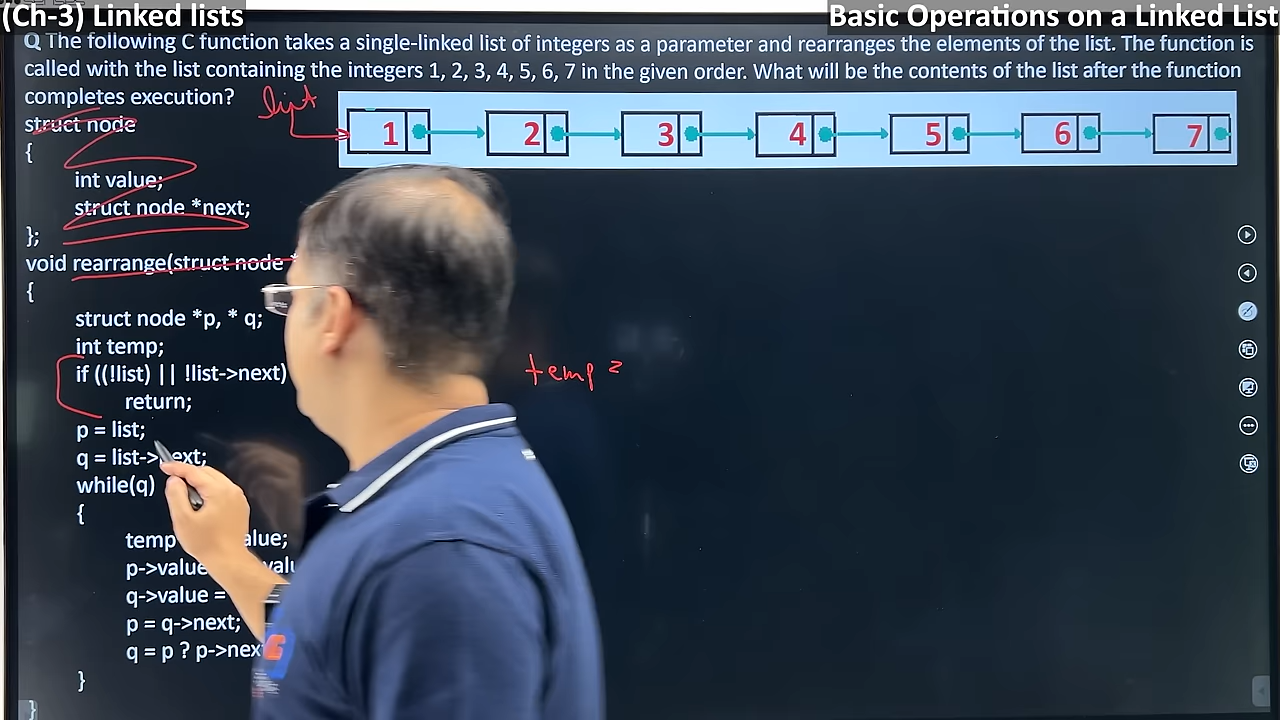 (Ch-3) Linked lists
Basic Operations on a Linked List
Q The following C function takes a single-linked list of integers as a parameter and rearranges the elements of the list. The function is
called with the list containing the integers 1, 2, 3, 4, 5, 6, 7 in the given order. What will be the contents of the list after the function
completes execution?
list
1 2 3 4 5 6 7
struct node
{
int value;
struct node *next;
};
void rearrange(struct node *
{
struct node *p, * q;
int temp;
if ((!list) || !list->next)
temp =
return;
p = list;
q = list->next;
while(q)
{
temp
p->value
q->value =
p = q->next;
q = p ? p->next
}
}